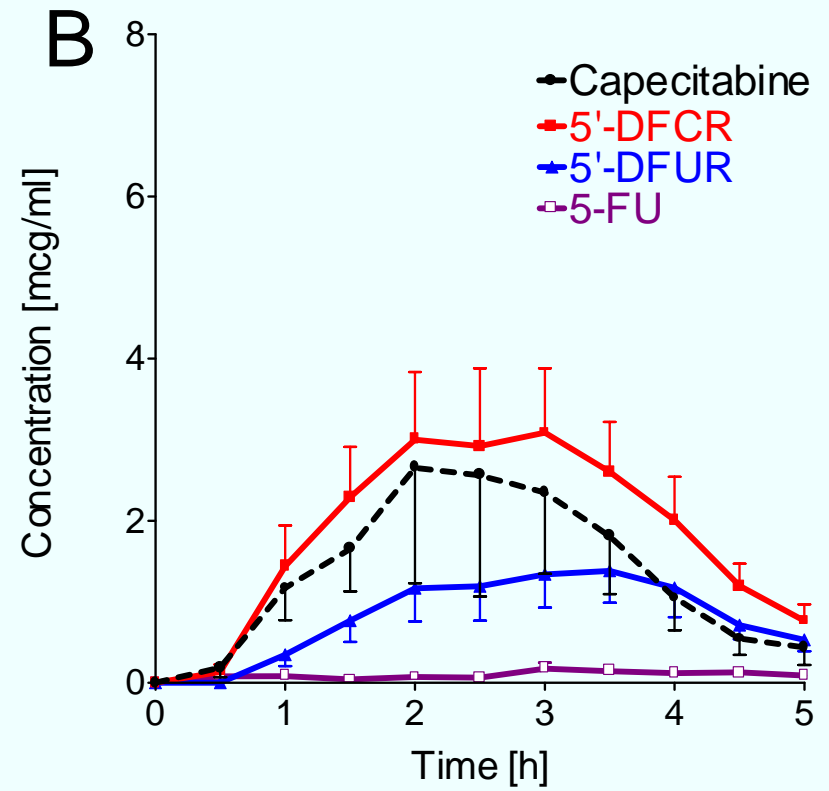 B
8
6
4
2
0
Concentration [mcg/ml]
Capecitabine
5'-DFCR
5'-DFUR
5-FU
0 1 2 3 4 5
Time [h]